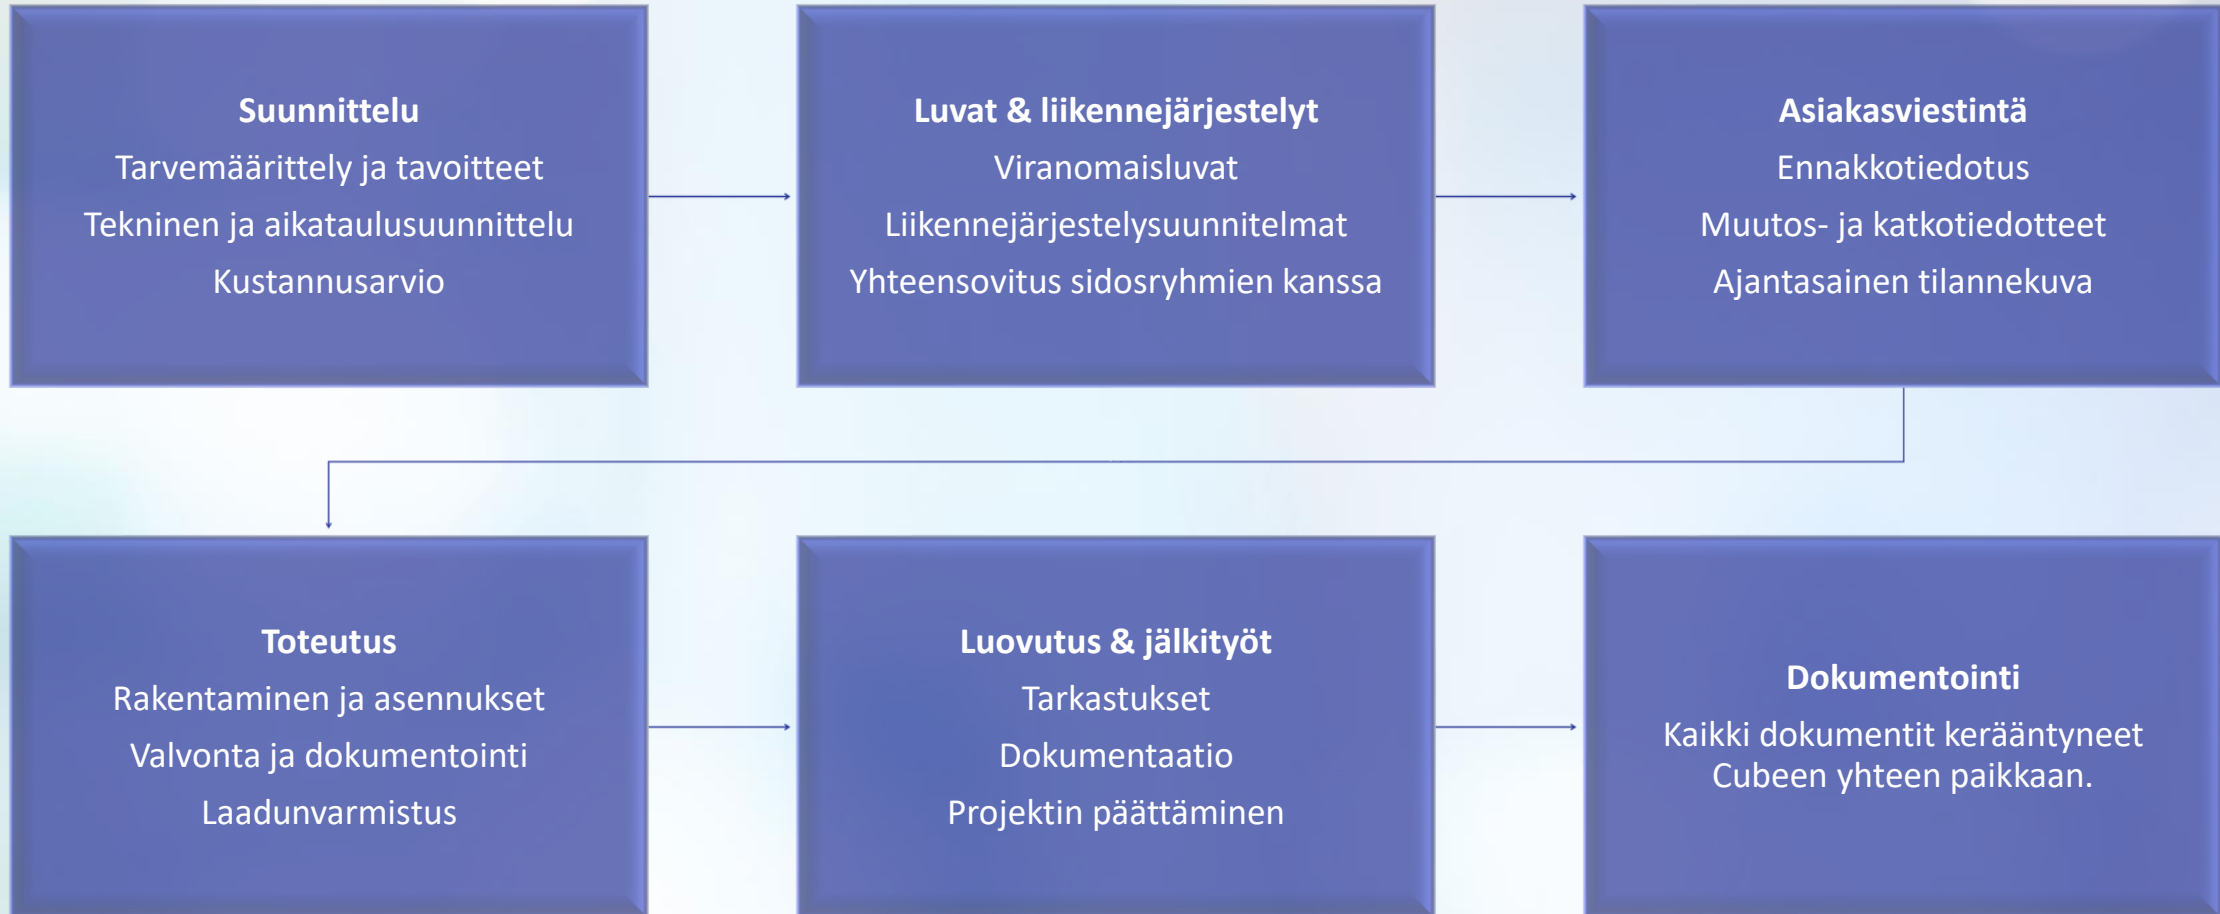 Suunnittelu
Tarvemäärittely ja tavoitteet
Tekninen ja aikataulusuunnittelu
Kustannusarvio
Luvat & liikennejärjestelyt
Viranomaisluvat
Liikennejärjestelysuunnitelmat
Yhteensovitus sidosryhmien kanssa
Asiakasviestintä
Ennakkotiedotus
Muutos- ja katkotiedotteet
Ajantasainen tilannekuva
Toteutus
Rakentaminen ja asennukset
Valvonta ja dokumentointi
Laadunvarmistus
Luovutus & jälkityöt
Tarkastukset
Dokumentaatio
Projektin päättäminen
Dokumentointi
Kaikki dokumentit kerääntyneet
Cubeen yhteen paikkaan.